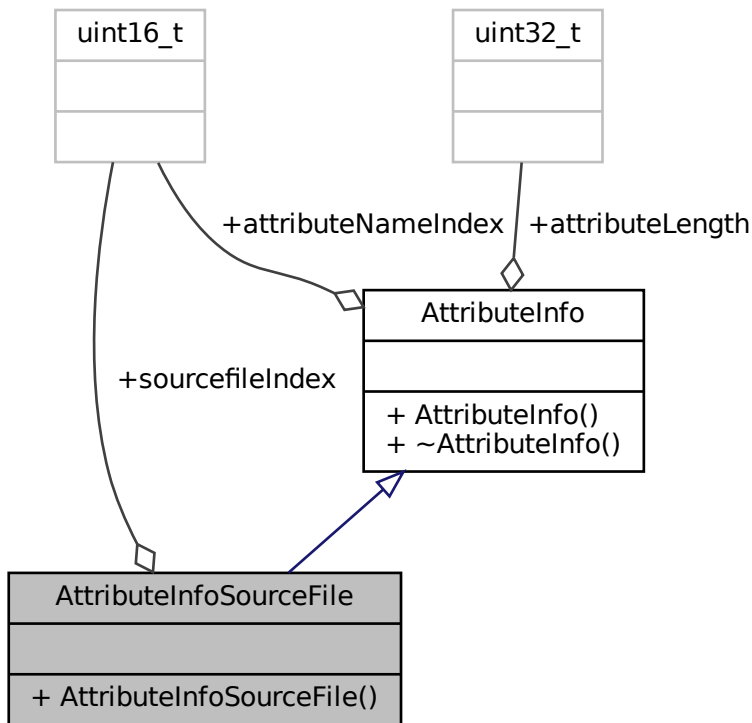 uint16_t
uint32_t
+attributeNameIndex
+attributeLength
AttributeInfo
+sourcefileIndex
+ AttributeInfo()
+ ~AttributeInfo()
AttributeInfoSourceFile
+ AttributeInfoSourceFile()